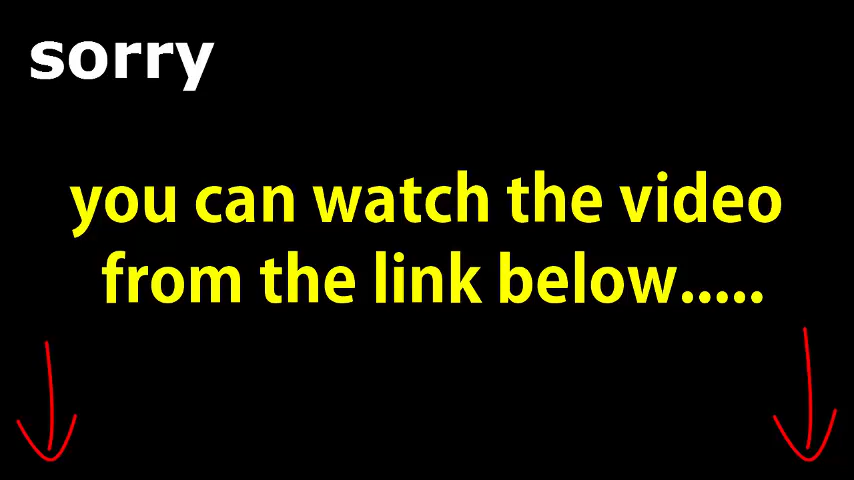 sorry
you can watch the video
from the link below.....